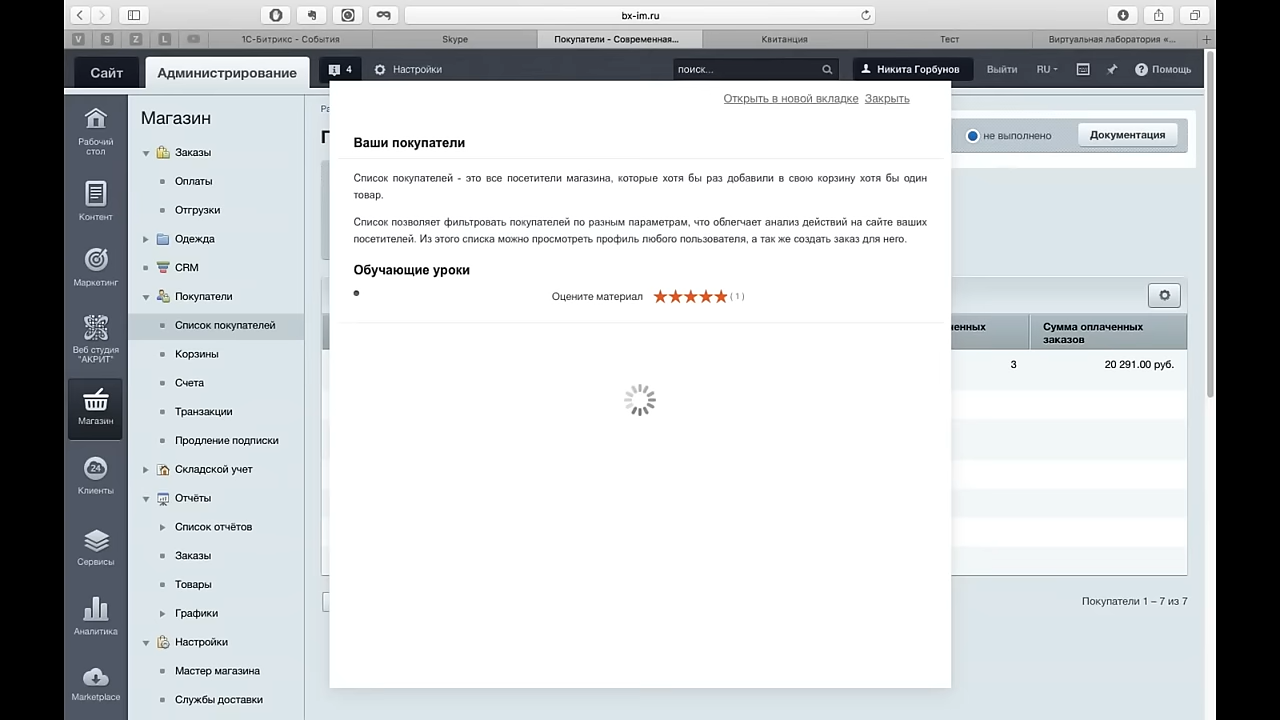 bx-im.ru
V
S
Z
L
1С-Битрикс - События
Skype
Покупатели - Современная...
Квитанция
Тест
Виртуальная лаборатория «...
Сайт
Администрирование
4
Настройки
поиск...
Никита Горбунов
Выйти
RU
Помощь
Рабочий
стол
Контент
Маркетинг
Веб студия
"АКРИТ"
Магазин
24
Клиенты
Сервисы
Аналитика
Marketplace
Магазин
Заказы
Оплаты
Отгрузки
Одежда
CRM
Покупатели
Список покупателей
Корзины
Счета
Транзакции
Продление подписки
Складской учет
Отчёты
Список отчётов
Заказы
Товары
Графики
Настройки
Мастер магазина
Службы доставки
Открыть в новой вкладке Закрыть
Ваши покупатели
Список покупателей - это все посетители магазина, которые хотя бы раз добавили в свою корзину хотя бы один
товар.
Список позволяет фильтровать покупателей по разным параметрам, что облегчает анализ действий на сайте ваших
посетителей. Из этого списка можно просмотреть профиль любого пользователя, а так же создать заказ для него.
Обучающие уроки
Оцените материал
( 1 )
не выполнено
Документация
Сумма оплаченных
заказов
3
20 291.00 руб.
Покупатели 1 – 7 из 7